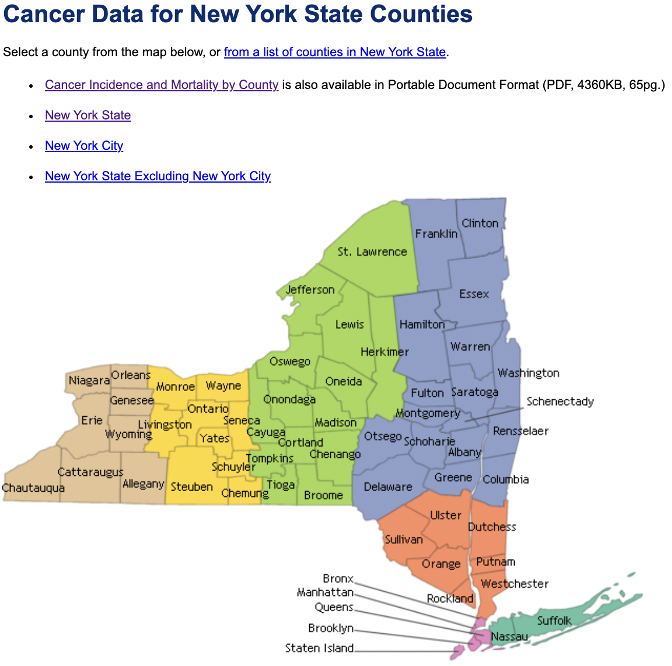 Cancer Data for New York State Counties
Select a county from the map below, or from a list of counties in New York State.
• Cancer Incidence and Mortality by County is also available in Portable Document Format (PDF, 4360KB, 65pg.)
• New York State
• New York City
• New York State Excluding New York City
Clinton
Franklin
St. Lawrence
Jefferson
Essex
Lewis
Hamilton
Warren
Herkimer
Oswego
Washington
Orleans
Niagara
Oneida
Monroe
Wayne
Fulton
Saratoga
Genesee
Onondaga
Schenectady
Ontario
Montgomery
Erie
Livingston
Seneca
Madison
Rensselaer
Wyoming
Yates
Cayuga
Otsego
Schoharie
Cortland
Albany
Chenango
Tompkins
Schuyler
Cattaraugus
Greene
Columbia
Chautauqua
Allegany
Steuben
Chemung
Tioga
Broome
Delaware
Ulster
Dutchess
Sullivan
Orange
Putnam
Bronx
Westchester
Manhattan
Rockland
Queens
Suffolk
Brooklyn
Nassau
Staten Island